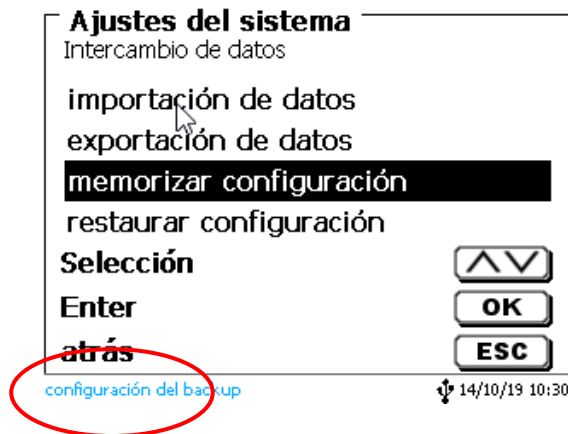 Ajustes del sistema
Intercambio de datos
importación de datos
exportación de datos
memorizar configuración
restaurar configuración
Selección
Enter OK
atrás ESC
configuración del backup 14/10/19 10:30